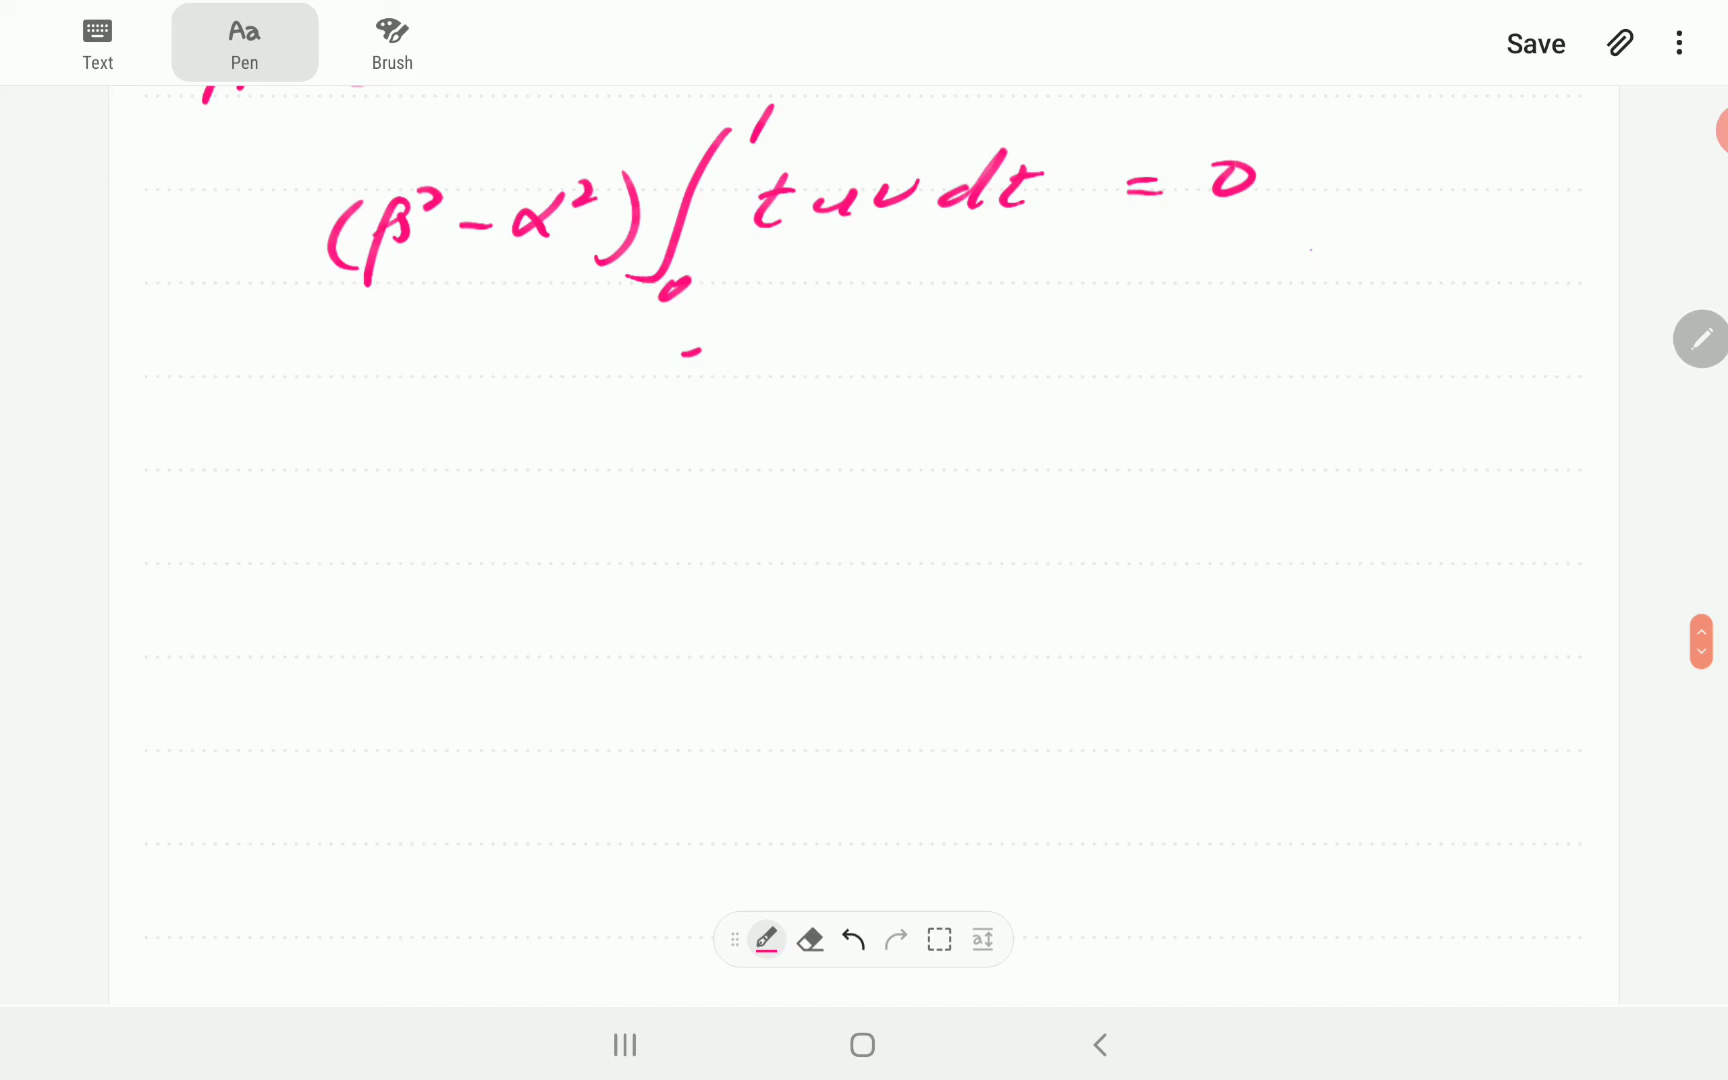 Text Pen Brush Save
(β² - α²) ∫₀¹ t u v dt = 0
-